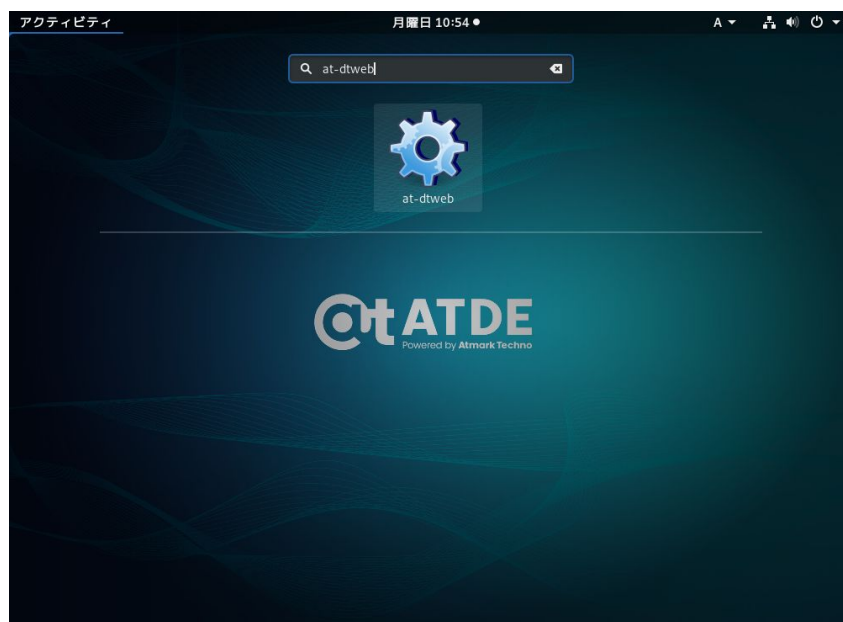 アクティビティ
月曜日 10:54
A
at-dtweb
at-dtweb
at ATDE
Powered by Atmark Techno